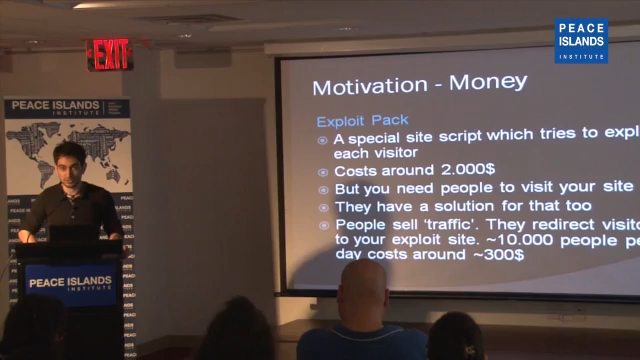 PEACE
ISLANDS
INSTITUTE
EXIT
PEACE ISLANDS
INSTITUTE
Motivation - Money
Exploit Pack
A special site script which tries to expl
each visitor
Costs around 2.000$
But you need people to visit your site
They have a solution for that too
People sell 'traffic'. They redirect visito
to your exploit site. ~10.000 people pe
day costs around ~300$
PEACE ISLANDS
INSTITUTE